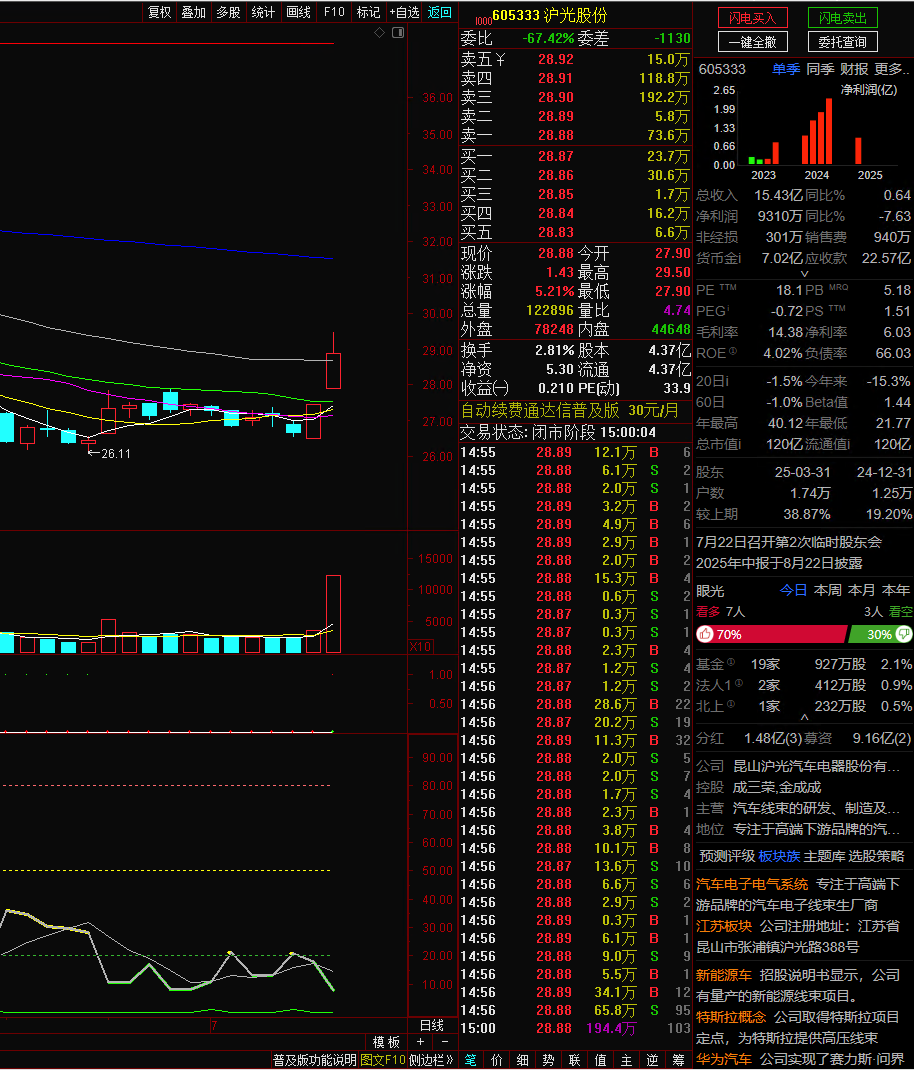 复权 叠加 多股 统计 画线 F10 标记 +自选 返回
36.00
35.00
34.00
33.00
32.00
31.00
30.00
29.00
28.00
27.00
26.00
←26.11
15000
10000
5000
X10
1.00
0.50
90.00
80.00
70.00
60.00
50.00
40.00
30.00
20.00
10.00
7
日线
模板 + -
普及版功能说明 图文F10 侧边栏》
1000 605333 沪光股份
委比 -67.42% 委差 -1130
卖五 ¥ 28.92 15.0万
卖四 28.91 118.8万
卖三 28.90 192.2万
卖二 28.89 5.8万
卖一 28.88 73.6万
买一 28.87 23.7万
买二 28.86 30.6万
买三 28.85 1.7万
买四 28.84 16.2万
买五 28.83 6.6万
现价 28.88 今开 27.90
涨跌 1.43 最高 29.50
涨幅 5.21% 最低 27.90
总量 122896 量比 4.74
外盘 78248 内盘 44648
换手 2.81% 股本 4.37亿
净资 5.30 流通 4.37亿
收益㈠ 0.210 PE(动) 33.9
自动续费通达信普及版 30元/月
交易状态: 闭市阶段 15:00:04
14:55 28.89 12.1万 B 6
14:55 28.88 6.1万 S 2
14:55 28.88 2.0万 S 1
14:55 28.89 3.2万 B 2
14:55 28.89 4.9万 B 6
14:55 28.89 2.9万 B 1
14:55 28.89 2.0万 B 2
14:55 28.89 15.3万 B 4
14:55 28.88 0.6万 S 2
14:55 28.87 0.3万 S 1
14:55 28.87 0.3万 S 1
14:55 28.88 2.3万 B 4
14:55 28.87 1.2万 S 4
14:56 28.87 1.2万 S 2
14:56 28.88 28.6万 B 22
14:56 28.87 20.2万 S 19
14:56 28.89 11.3万 B 32
14:56 28.88 2.0万 S 5
14:56 28.88 2.0万 S 7
14:56 28.88 1.7万 S 4
14:56 28.88 2.3万 B 1
14:56 28.88 3.8万 B 4
14:56 28.88 10.1万 B 8
14:56 28.87 13.6万 S 10
14:56 28.88 6.6万 S 6
14:56 28.88 2.9万 S 2
14:56 28.89 0.3万 B 1
14:56 28.89 6.1万 B 1
14:56 28.88 9.0万 S 9
14:56 28.88 5.5万 B 1
14:56 28.89 34.1万 B 12
14:56 28.88 65.8万 S 95
15:00 28.88 194.4万 103
笔 价 细 势 联 值 主 逆 筹
闪电买入 闪电卖出
一键全撤 委托查询
605333 单季 同季 财报 更多..
净利润(亿)
2.65
1.99
1.33
0.66
0.00
2023 2024 2025
总收入 15.43亿 同比% 0.64
净利润 9310万 同比% -7.63
非经损 301万 销售费 940万
货币金i 7.02亿 应收款 22.57亿
PE TTM 18.1 PB MRQ 5.18
PEG i -0.72 PS TTM 1.51
毛利率 14.38 净利率 6.03
ROE 4.02% 负债率 66.03
20日i -1.5% 今年来 -15.3%
60日 -1.0% Beta值 1.44
年最高 40.12 年最低 21.77
总市值i 120亿 流通值i 120亿
股东 25-03-31 24-12-31
户数 1.74万 1.25万
较上期 38.87% 19.20%
7月22日召开第2次临时股东会
2025年中报于8月22日披露
眼光 今日 本周 本月 本年
看多 7人 3人 看空
70% 30%
基金 19家 927万股 2.1%
法人1 2家 412万股 0.9%
北上 1家 232万股 0.5%
分红 1.48亿(3) 募资 9.16亿(2)
公司 昆山沪光汽车电器股份有...
控股 成三荣,金成成
主营 汽车线束的研发、制造及...
地位 专注于高端下游品牌的汽...
预测评级 板块族 主题库 选股策略
汽车电子电气系统 专注于高端下
游品牌的汽车电子线束生厂商
江苏板块 公司注册地址：江苏省
昆山市张浦镇沪光路388号
新能源车 招股说明书显示，公司
有量产的新能源线束项目。
特斯拉概念 公司取得特斯拉项目
定点，为特斯拉提供高压线束
华为汽车 公司实现了赛力斯·问界